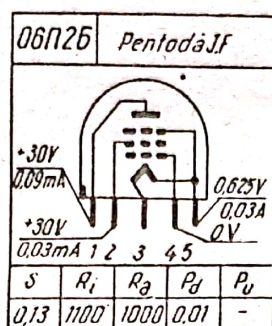 06П2Б
Pentodă J.F
+30V
0,09mA
0,625V
0,03A
+30V
0,03mA
0V
1 2 3 4 5
S Ri Ra Pd Pu
0,13 1100 1000 0,01 -